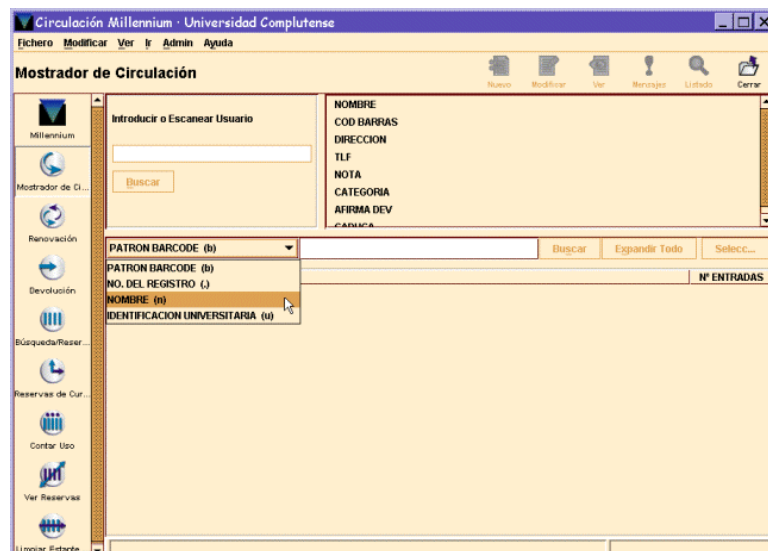 Circulación Millennium · Universidad Complutense
Fichero Modificar Ver Ir Admin Ayuda
Mostrador de Circulación
Nuevo Modificar Ver Mensajes Listado Cerrar
Millennium
Mostrador de Ci...
Renovación
Devolución
Búsqueda/Reser...
Reservas de Cur...
Contar Uso
Ver Reservas
Limpiar Estante...
Introducir o Escanear Usuario
Buscar
NOMBRE
COD BARRAS
DIRECCION
TLF
NOTA
CATEGORIA
AFIRMA DEV
CADUCA
PATRON BARCODE (b)
Buscar Expandir Todo Selecc...
PATRON BARCODE (b)
NO. DEL REGISTRO (.)
NOMBRE (n)
IDENTIFICACION UNIVERSITARIA (u)
Nº ENTRADAS